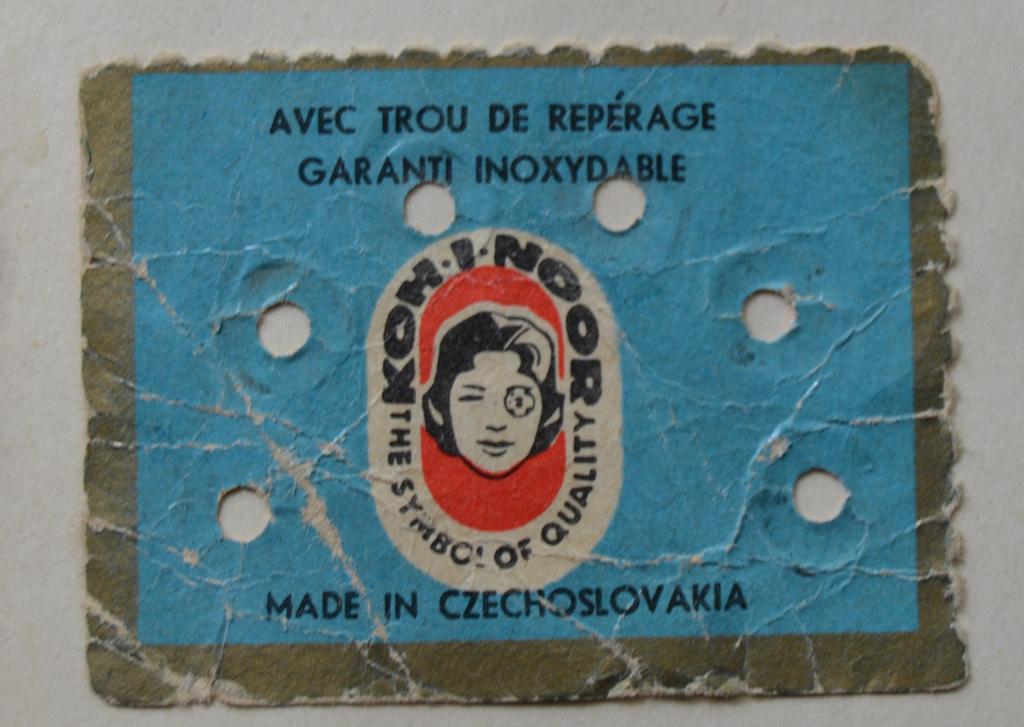 AVEC TROU DE REPÉRAGE
GARANTI INOXYDABLE
KOH·I·NOOR
THE SYMBOL OF QUALITY
MADE IN CZECHOSLOVAKIA